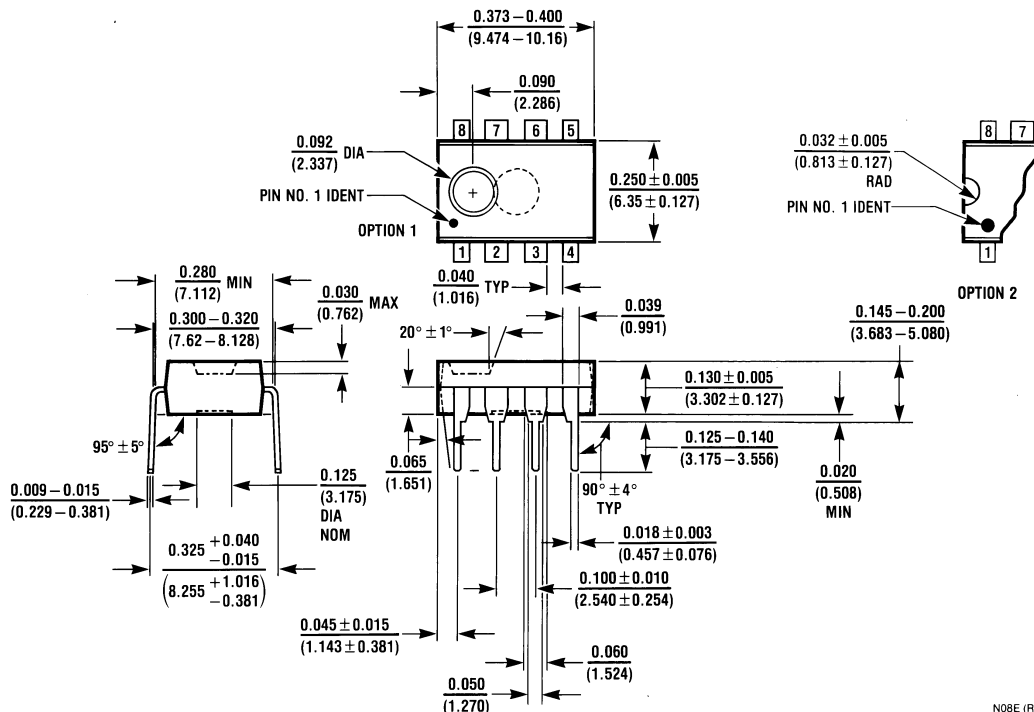 0.373 – 0.400
(9.474 – 10.16)
0.090
(2.286)
8 7 6 5
0.092 DIA
(2.337)
PIN NO. 1 IDENT
OPTION 1
0.250 ± 0.005
(6.35 ± 0.127)
1 2 3 4
0.032 ± 0.005
(0.813 ± 0.127)
RAD
PIN NO. 1 IDENT
8 7
1
OPTION 2
0.280 MIN
(7.112)
0.030 MAX
(0.762)
0.300 – 0.320
(7.62 – 8.128)
0.040 TYP
(1.016)
20° ± 1°
0.039
(0.991)
0.145 – 0.200
(3.683 – 5.080)
0.130 ± 0.005
(3.302 ± 0.127)
0.125 – 0.140
(3.175 – 3.556)
0.020
(0.508)
MIN
95° ± 5°
0.009 – 0.015
(0.229 – 0.381)
0.125
(3.175)
DIA
NOM
0.065
(1.651)
90° ± 4°
TYP
0.018 ± 0.003
(0.457 ± 0.076)
0.325 +0.040
−0.015
(8.255 +1.016
−0.381)
0.100 ± 0.010
(2.540 ± 0.254)
0.045 ± 0.015
(1.143 ± 0.381)
0.060
(1.524)
0.050
(1.270)
N08E (R